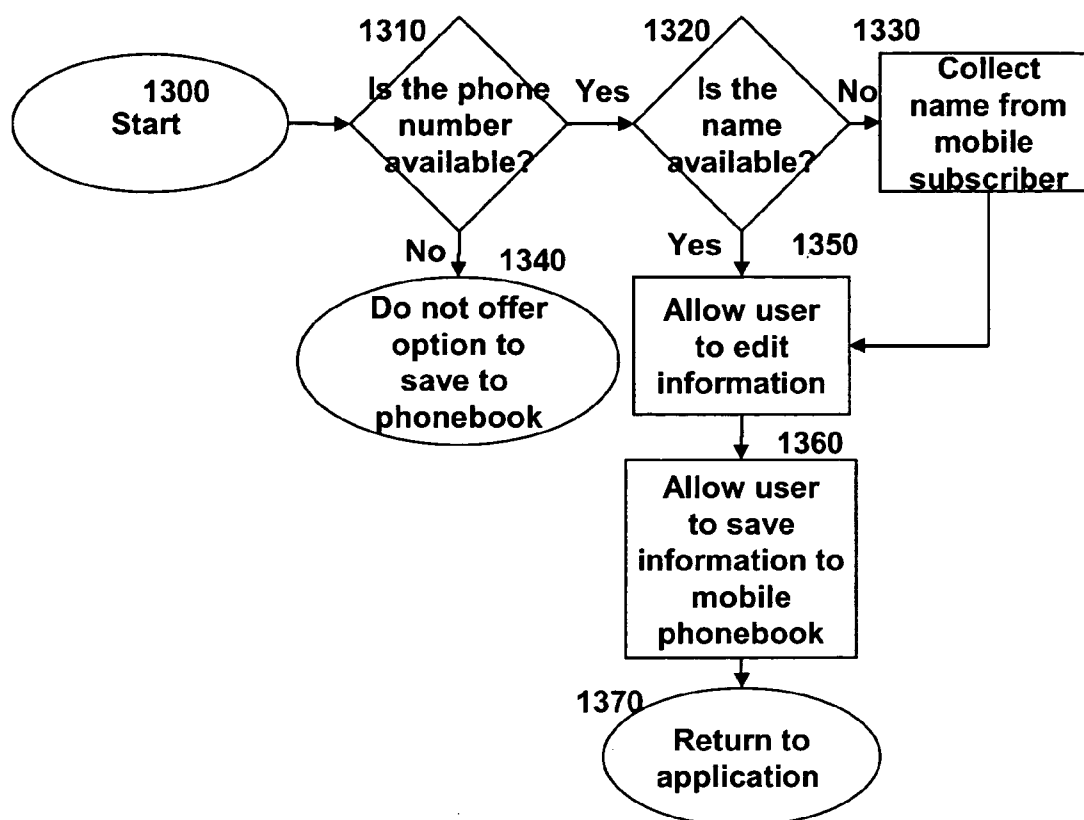 1300
Start
1310
Is the phone
number
available?
Yes
1320
Is the
name
available?
No
1330
Collect
name from
mobile
subscriber
No
1340
Do not offer
option to
save to
phonebook
Yes
1350
Allow user
to edit
information
1360
Allow user
to save
information to
mobile
phonebook
1370
Return to
application